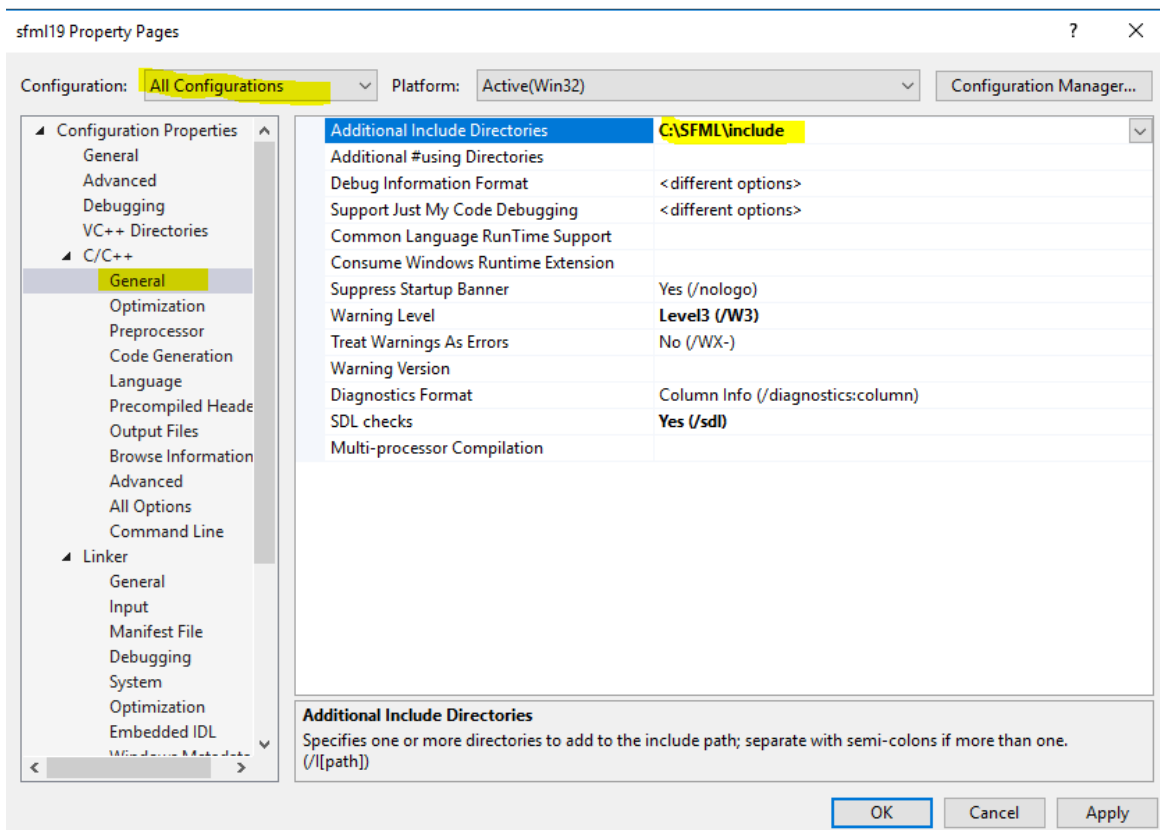 sfml19 Property Pages
?
Configuration: All Configurations Platform: Active(Win32) Configuration Manager...
Configuration Properties
General
Advanced
Debugging
VC++ Directories
C/C++
General
Optimization
Preprocessor
Code Generation
Language
Precompiled Heade
Output Files
Browse Information
Advanced
All Options
Command Line
Linker
General
Input
Manifest File
Debugging
System
Optimization
Embedded IDL
Windows Metadata
Additional Include Directories C:\SFML\include
Additional #using Directories
Debug Information Format <different options>
Support Just My Code Debugging <different options>
Common Language RunTime Support
Consume Windows Runtime Extension
Suppress Startup Banner Yes (/nologo)
Warning Level Level3 (/W3)
Treat Warnings As Errors No (/WX-)
Warning Version
Diagnostics Format Column Info (/diagnostics:column)
SDL checks Yes (/sdl)
Multi-processor Compilation
Additional Include Directories
Specifies one or more directories to add to the include path; separate with semi-colons if more than one.
(/I[path])
OK Cancel Apply